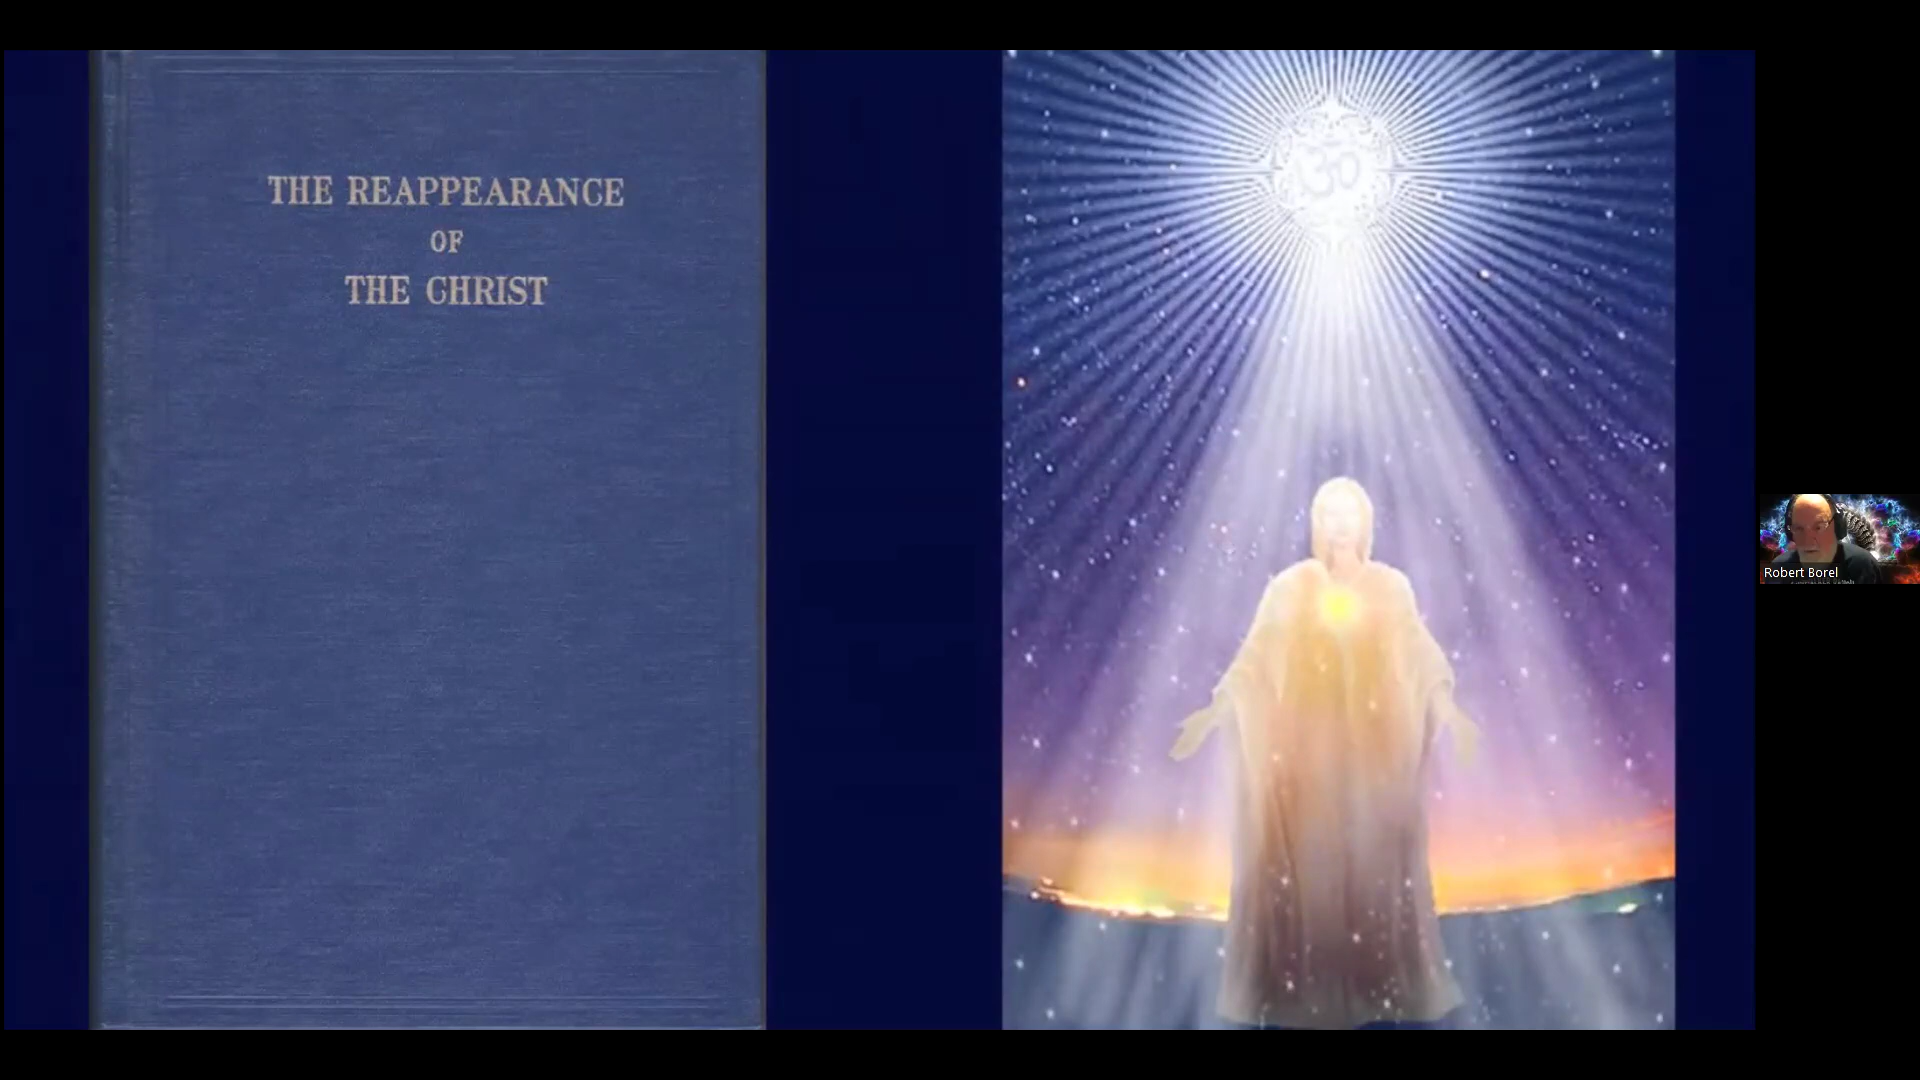 THE REAPPEARANCE
OF
THE CHRIST
ॐ
Robert Borel